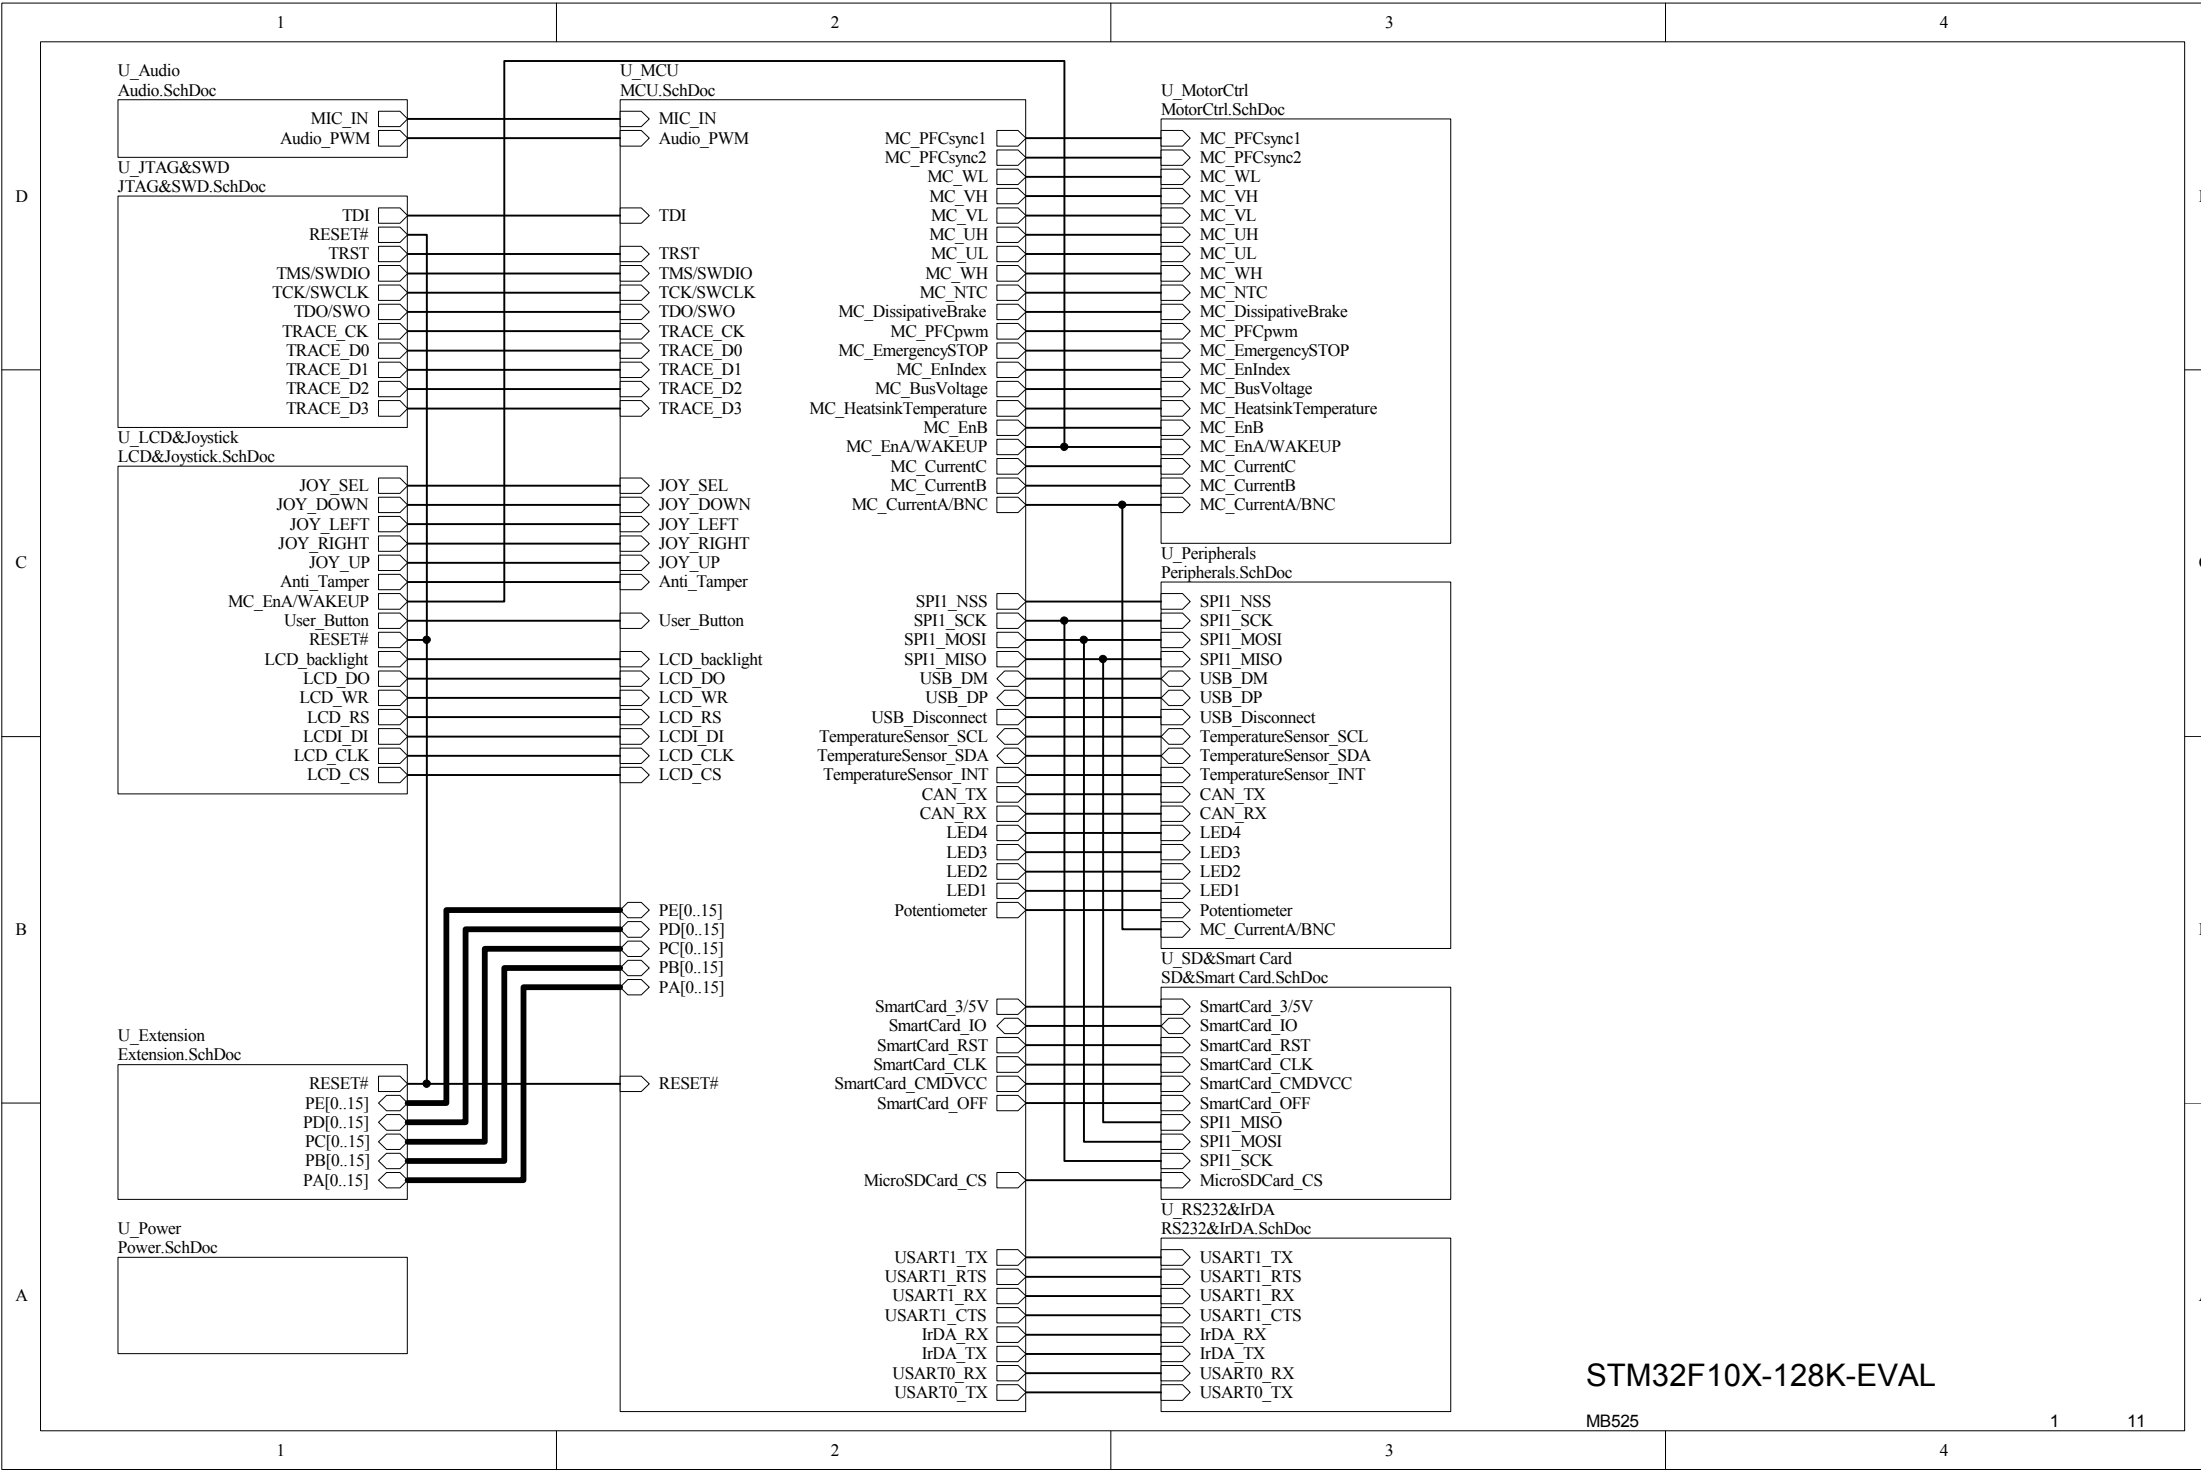 1 2 3 4
U_Audio
Audio.SchDoc
MIC_IN
Audio_PWM
U_JTAG&SWD
JTAG&SWD.SchDoc
TDI
RESET#
TRST
TMS/SWDIO
TCK/SWCLK
TDO/SWO
TRACE_CK
TRACE_D0
TRACE_D1
TRACE_D2
TRACE_D3
U_LCD&Joystick
LCD&Joystick.SchDoc
JOY_SEL
JOY_DOWN
JOY_LEFT
JOY_RIGHT
JOY_UP
Anti_Tamper
MC_EnA/WAKEUP
User_Button
RESET#
LCD_backlight
LCD_DO
LCD_WR
LCD_RS
LCDI_DI
LCD_CLK
LCD_CS
U_Extension
Extension.SchDoc
RESET#
PE[0..15]
PD[0..15]
PC[0..15]
PB[0..15]
PA[0..15]
U_Power
Power.SchDoc
U_MCU
MCU.SchDoc
MIC_IN
Audio_PWM
TDI
TRST
TMS/SWDIO
TCK/SWCLK
TDO/SWO
TRACE_CK
TRACE_D0
TRACE_D1
TRACE_D2
TRACE_D3
JOY_SEL
JOY_DOWN
JOY_LEFT
JOY_RIGHT
JOY_UP
Anti_Tamper
User_Button
LCD_backlight
LCD_DO
LCD_WR
LCD_RS
LCDI_DI
LCD_CLK
LCD_CS
PE[0..15]
PD[0..15]
PC[0..15]
PB[0..15]
PA[0..15]
RESET#
MC_PFCsync1
MC_PFCsync2
MC_WL
MC_VH
MC_VL
MC_UH
MC_UL
MC_WH
MC_NTC
MC_DissipativeBrake
MC_PFCpwm
MC_EmergencySTOP
MC_EnIndex
MC_BusVoltage
MC_HeatsinkTemperature
MC_EnB
MC_EnA/WAKEUP
MC_CurrentC
MC_CurrentB
MC_CurrentA/BNC
SPI1_NSS
SPI1_SCK
SPI1_MOSI
SPI1_MISO
USB_DM
USB_DP
USB_Disconnect
TemperatureSensor_SCL
TemperatureSensor_SDA
TemperatureSensor_INT
CAN_TX
CAN_RX
LED4
LED3
LED2
LED1
Potentiometer
SmartCard_3/5V
SmartCard_IO
SmartCard_RST
SmartCard_CLK
SmartCard_CMDVCC
SmartCard_OFF
MicroSDCard_CS
USART1_TX
USART1_RTS
USART1_RX
USART1_CTS
IrDA_RX
IrDA_TX
USART0_RX
USART0_TX
U_MotorCtrl
MotorCtrl.SchDoc
MC_PFCsync1
MC_PFCsync2
MC_WL
MC_VH
MC_VL
MC_UH
MC_UL
MC_WH
MC_NTC
MC_DissipativeBrake
MC_PFCpwm
MC_EmergencySTOP
MC_EnIndex
MC_BusVoltage
MC_HeatsinkTemperature
MC_EnB
MC_EnA/WAKEUP
MC_CurrentC
MC_CurrentB
MC_CurrentA/BNC
U_Peripherals
Peripherals.SchDoc
SPI1_NSS
SPI1_SCK
SPI1_MOSI
SPI1_MISO
USB_DM
USB_DP
USB_Disconnect
TemperatureSensor_SCL
TemperatureSensor_SDA
TemperatureSensor_INT
CAN_TX
CAN_RX
LED4
LED3
LED2
LED1
Potentiometer
MC_CurrentA/BNC
U_SD&Smart Card
SD&Smart Card.SchDoc
SmartCard_3/5V
SmartCard_IO
SmartCard_RST
SmartCard_CLK
SmartCard_CMDVCC
SmartCard_OFF
SPI1_MISO
SPI1_MOSI
SPI1_SCK
MicroSDCard_CS
U_RS232&IrDA
RS232&IrDA.SchDoc
USART1_TX
USART1_RTS
USART1_RX
USART1_CTS
IrDA_RX
IrDA_TX
USART0_RX
USART0_TX
D
C
B
A
STM32F10X-128K-EVAL
MB525 1 11
1 2 3 4